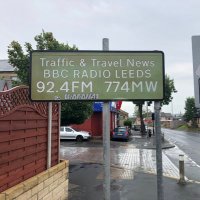 Traffic & Travel News
BBC RADIO LEEDS
92.4FM 774MW